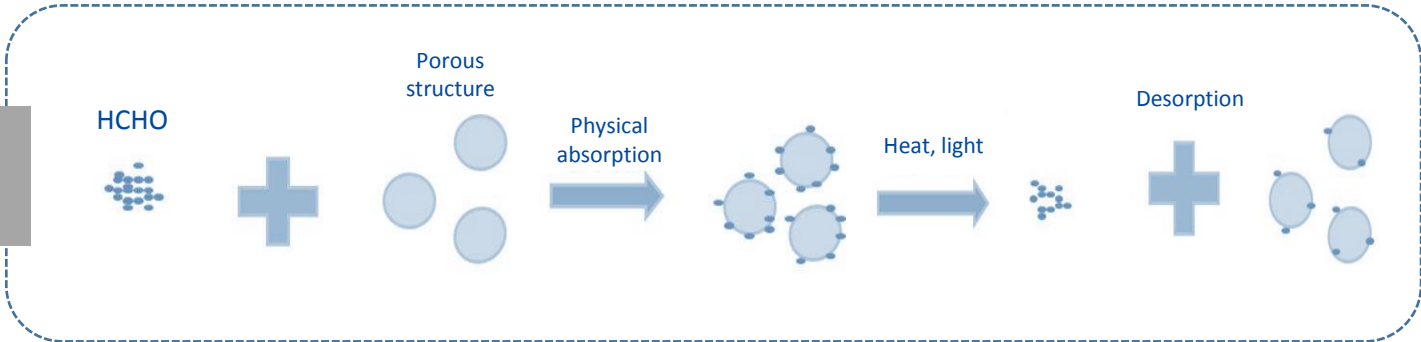 HCHO
Porous
structure
Physical
absorption
Heat, light
Desorption